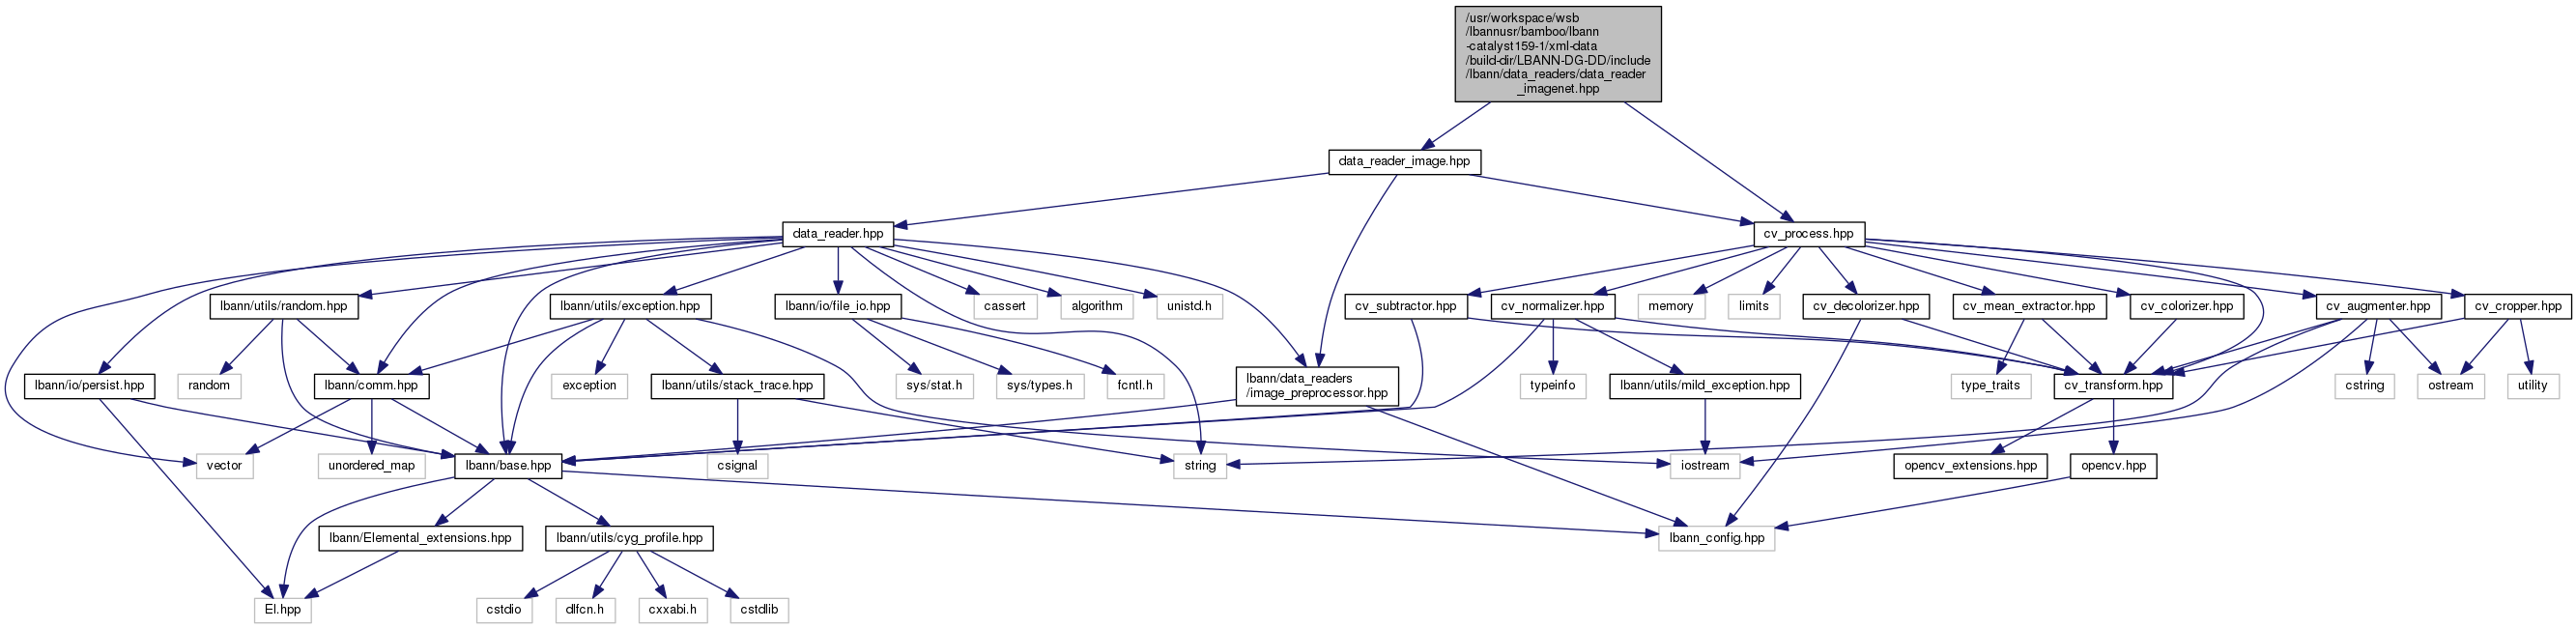 /usr/workspace/wsb
/lbannusr/bamboo/lbann
-catalyst159-1/xml-data
/build-dir/LBANN-DG-DD/include
/lbann/data_readers/data_reader
_imagenet.hpp
data_reader_image.hpp
data_reader.hpp
cv_process.hpp
lbann/utils/random.hpp
lbann/utils/exception.hpp
lbann/io/file_io.hpp
cassert
algorithm
unistd.h
cv_subtractor.hpp
cv_normalizer.hpp
memory
limits
cv_decolorizer.hpp
cv_mean_extractor.hpp
cv_colorizer.hpp
cv_augmenter.hpp
cv_cropper.hpp
lbann/io/persist.hpp
random
lbann/comm.hpp
exception
lbann/utils/stack_trace.hpp
sys/stat.h
sys/types.h
fcntl.h
lbann/data_readers
/image_preprocessor.hpp
typeinfo
lbann/utils/mild_exception.hpp
type_traits
cv_transform.hpp
cstring
ostream
utility
vector
unordered_map
lbann/base.hpp
csignal
string
iostream
opencv_extensions.hpp
opencv.hpp
lbann/Elemental_extensions.hpp
lbann/utils/cyg_profile.hpp
lbann_config.hpp
El.hpp
cstdio
dlfcn.h
cxxabi.h
cstdlib